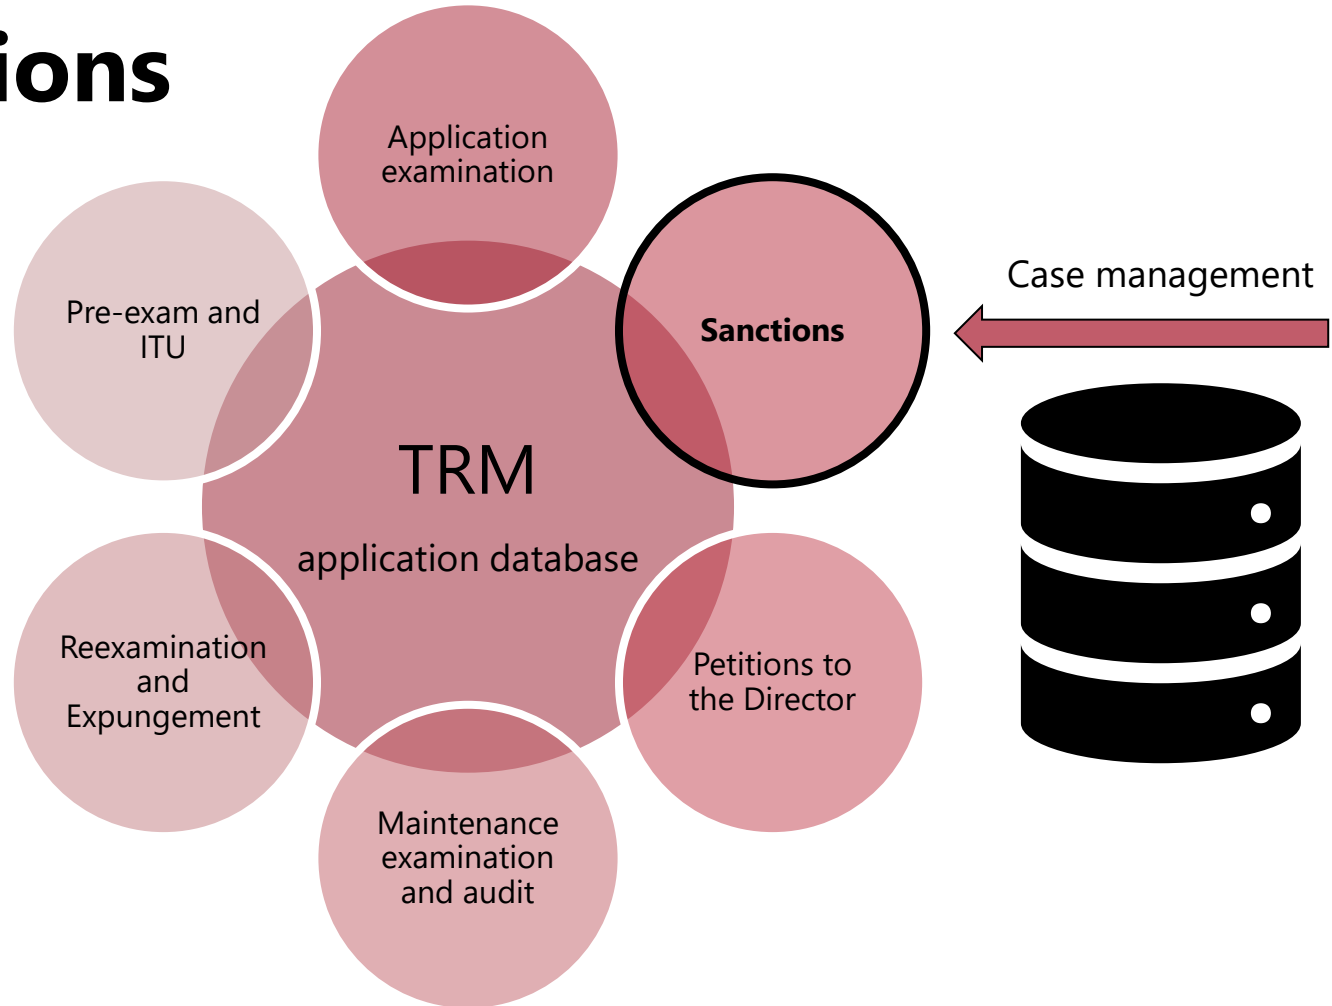 ions
Application
examination
Pre-exam and
ITU
Sanctions
Case management
TRM
application database
Reexamination
and
Expungement
Petitions to
the Director
Maintenance
examination
and audit